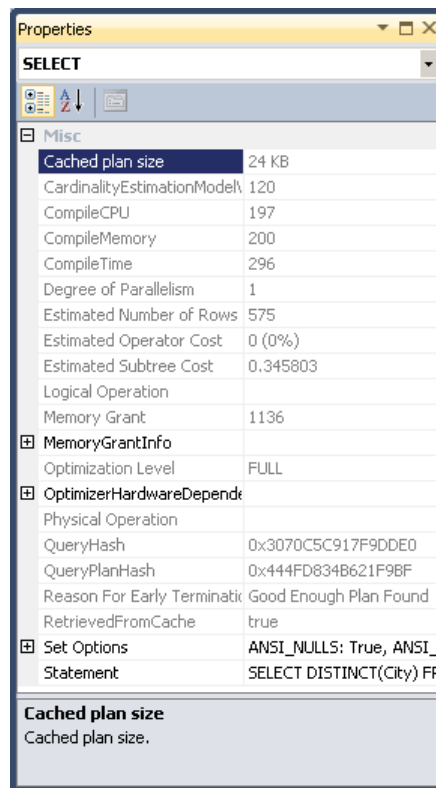 Properties
SELECT
Misc
Cached plan size 24 KB
CardinalityEstimationModelV 120
CompileCPU 197
CompileMemory 200
CompileTime 296
Degree of Parallelism 1
Estimated Number of Rows 575
Estimated Operator Cost 0 (0%)
Estimated Subtree Cost 0.345803
Logical Operation
Memory Grant 1136
MemoryGrantInfo
Optimization Level FULL
OptimizerHardwareDepende
Physical Operation
QueryHash 0x3070C5C917F9DDE0
QueryPlanHash 0x444FD834B621F9BF
Reason For Early Terminatic Good Enough Plan Found
RetrievedFromCache true
Set Options ANSI_NULLS: True, ANSI_
Statement SELECT DISTINCT(City) FR
Cached plan size
Cached plan size.